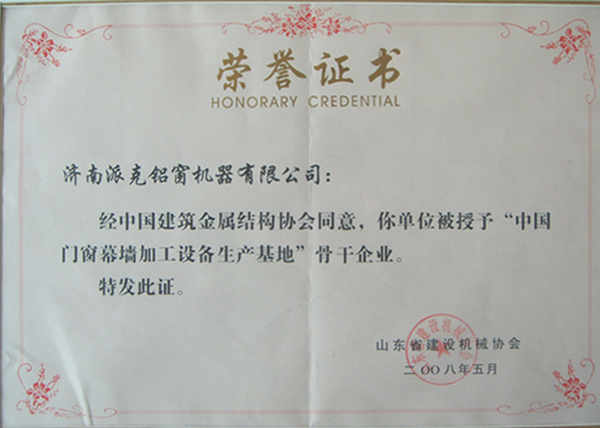 荣誉证书
HONORARY CREDENTIAL
济南派克铝窗机器有限公司：
经中国建筑金属结构协会同意，你单位被授予“中国
门窗幕墙加工设备生产基地”骨干企业。
特发此证。
山东省建设机械协会
二〇〇八年五月